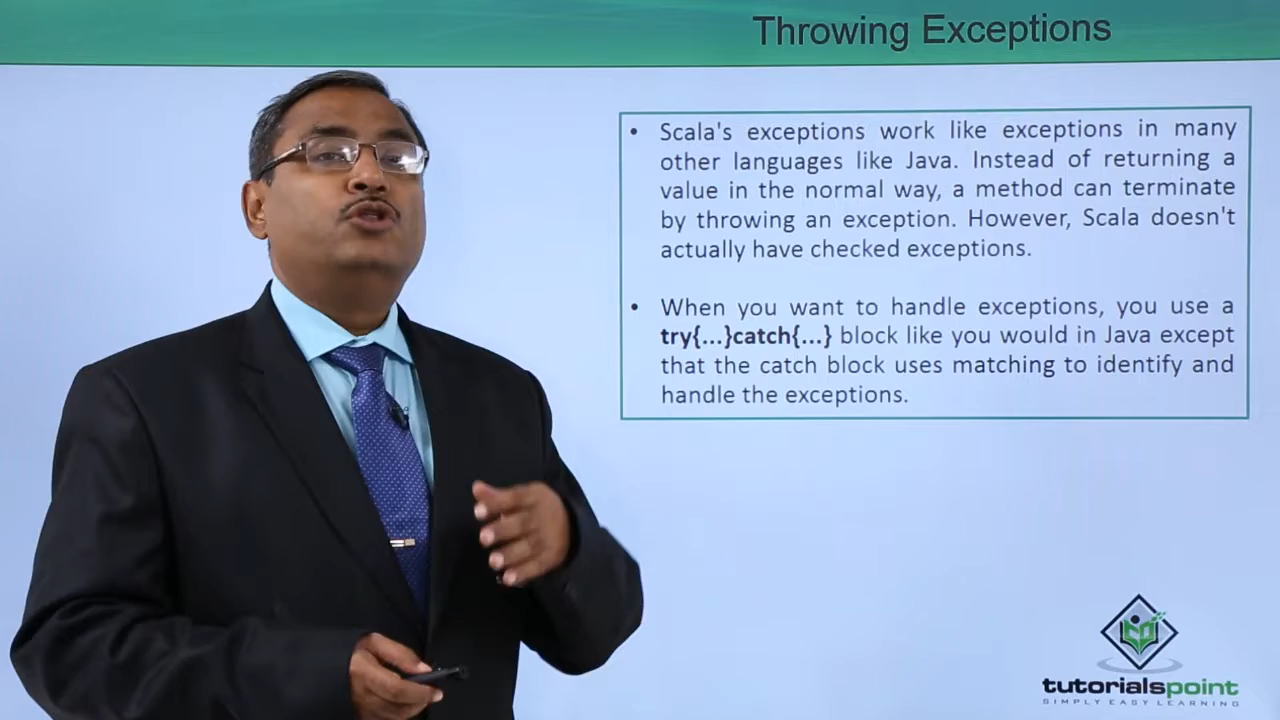 Throwing Exceptions
• Scala's exceptions work like exceptions in many
other languages like Java. Instead of returning a
value in the normal way, a method can terminate
by throwing an exception. However, Scala doesn't
actually have checked exceptions.
• When you want to handle exceptions, you use a
try{...}catch{...} block like you would in Java except
that the catch block uses matching to identify and
handle the exceptions.
tutorialspoint
SIMPLY EASY LEARNING